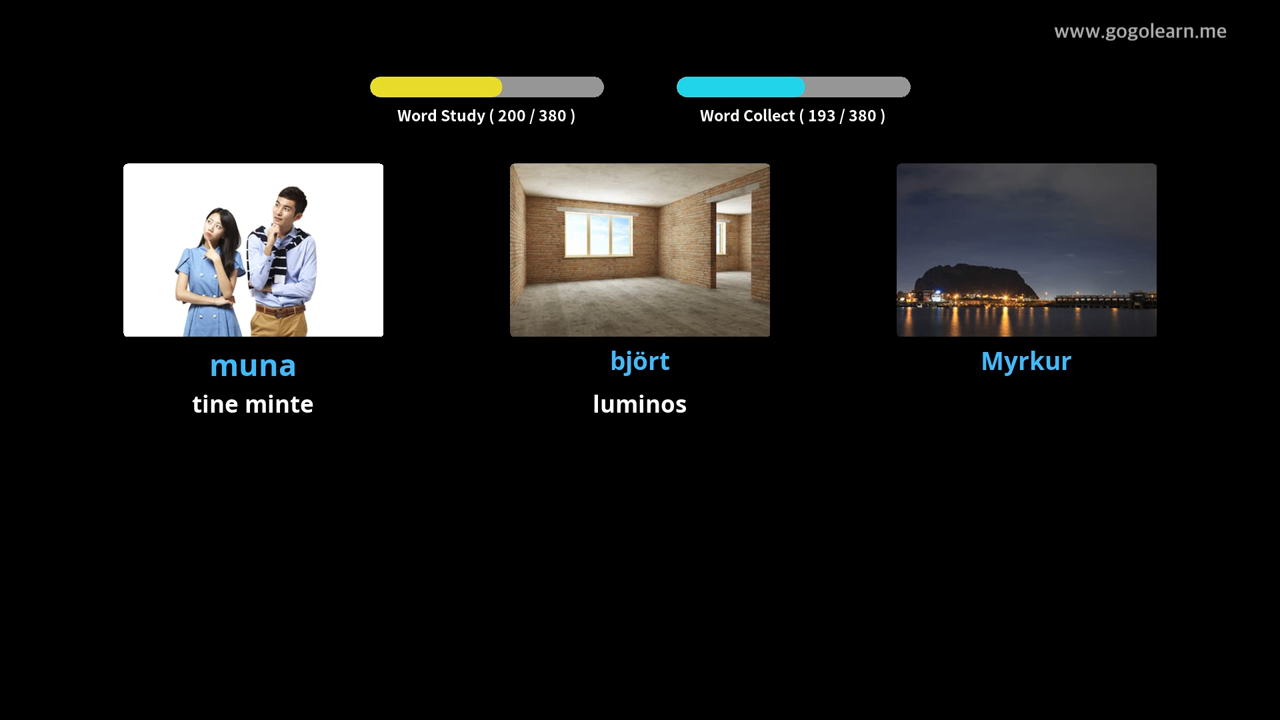 www.gogolearn.me
Word Study ( 200 / 380 )
Word Collect ( 193 / 380 )
muna
björt
Myrkur
tine minte
luminos